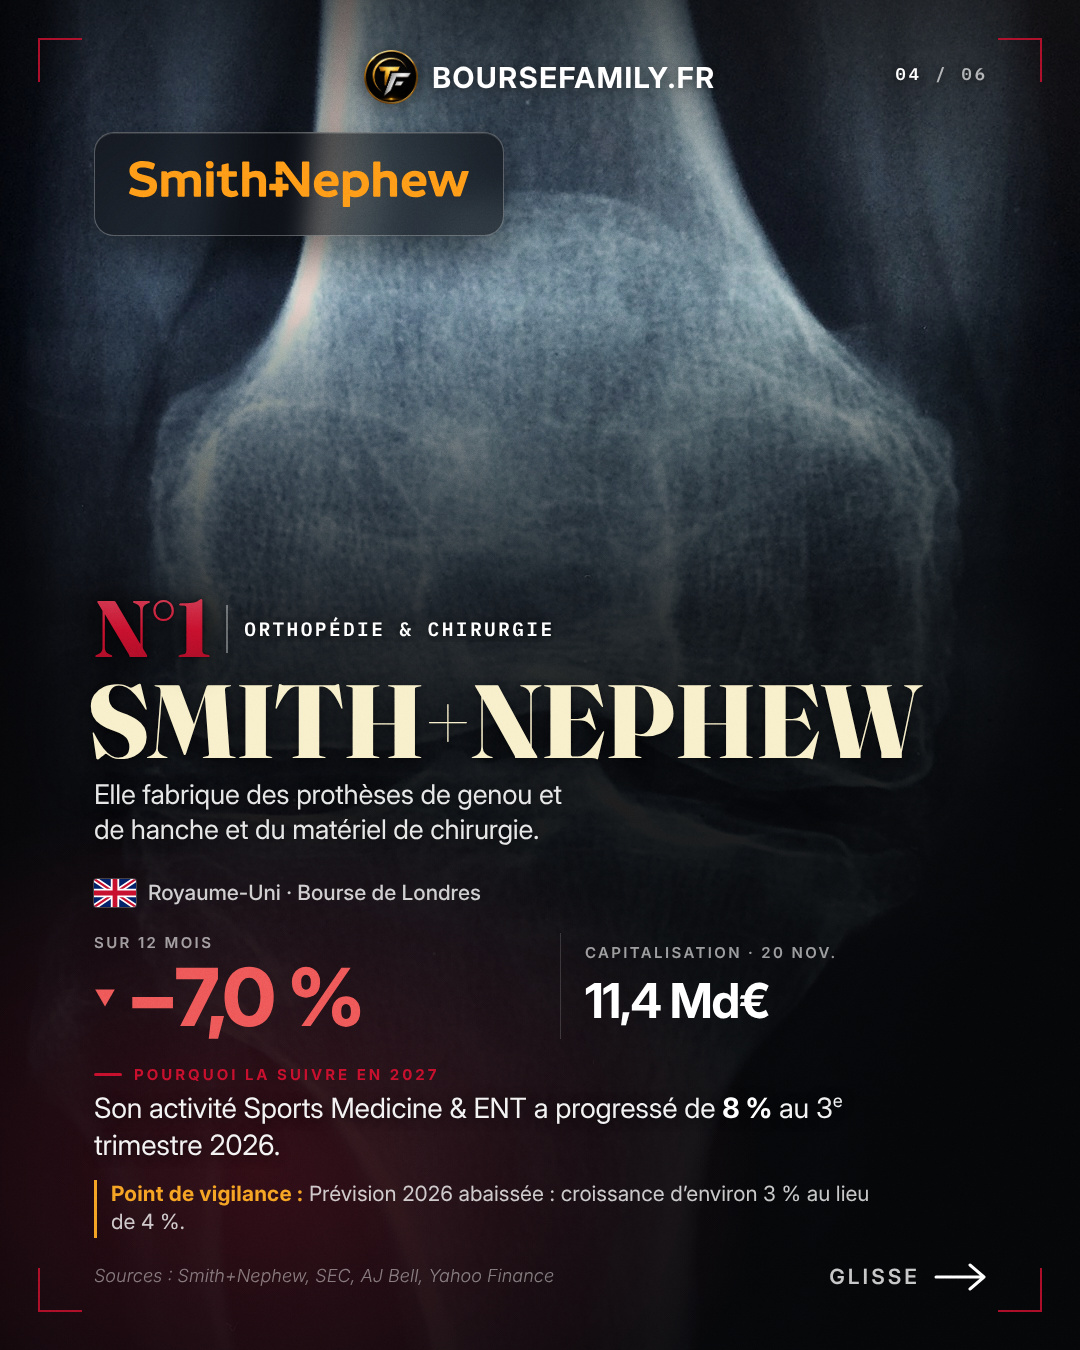 BOURSEFAMILY.FR
04 / 06
Smith+Nephew
N°1
ORTHOPÉDIE & CHIRURGIE
SMITH+NEPHEW
Elle fabrique des prothèses de genou et
de hanche et du matériel de chirurgie.
Royaume-Uni · Bourse de Londres
SUR 12 MOIS
▼ –7,0 %
CAPITALISATION · 20 NOV.
11,4 Md€
POURQUOI LA SUIVRE EN 2027
Son activité Sports Medicine & ENT a progressé de 8 % au 3e
trimestre 2026.
Point de vigilance : Prévision 2026 abaissée : croissance d’environ 3 % au lieu
de 4 %.
Sources : Smith+Nephew, SEC, AJ Bell, Yahoo Finance
GLISSE